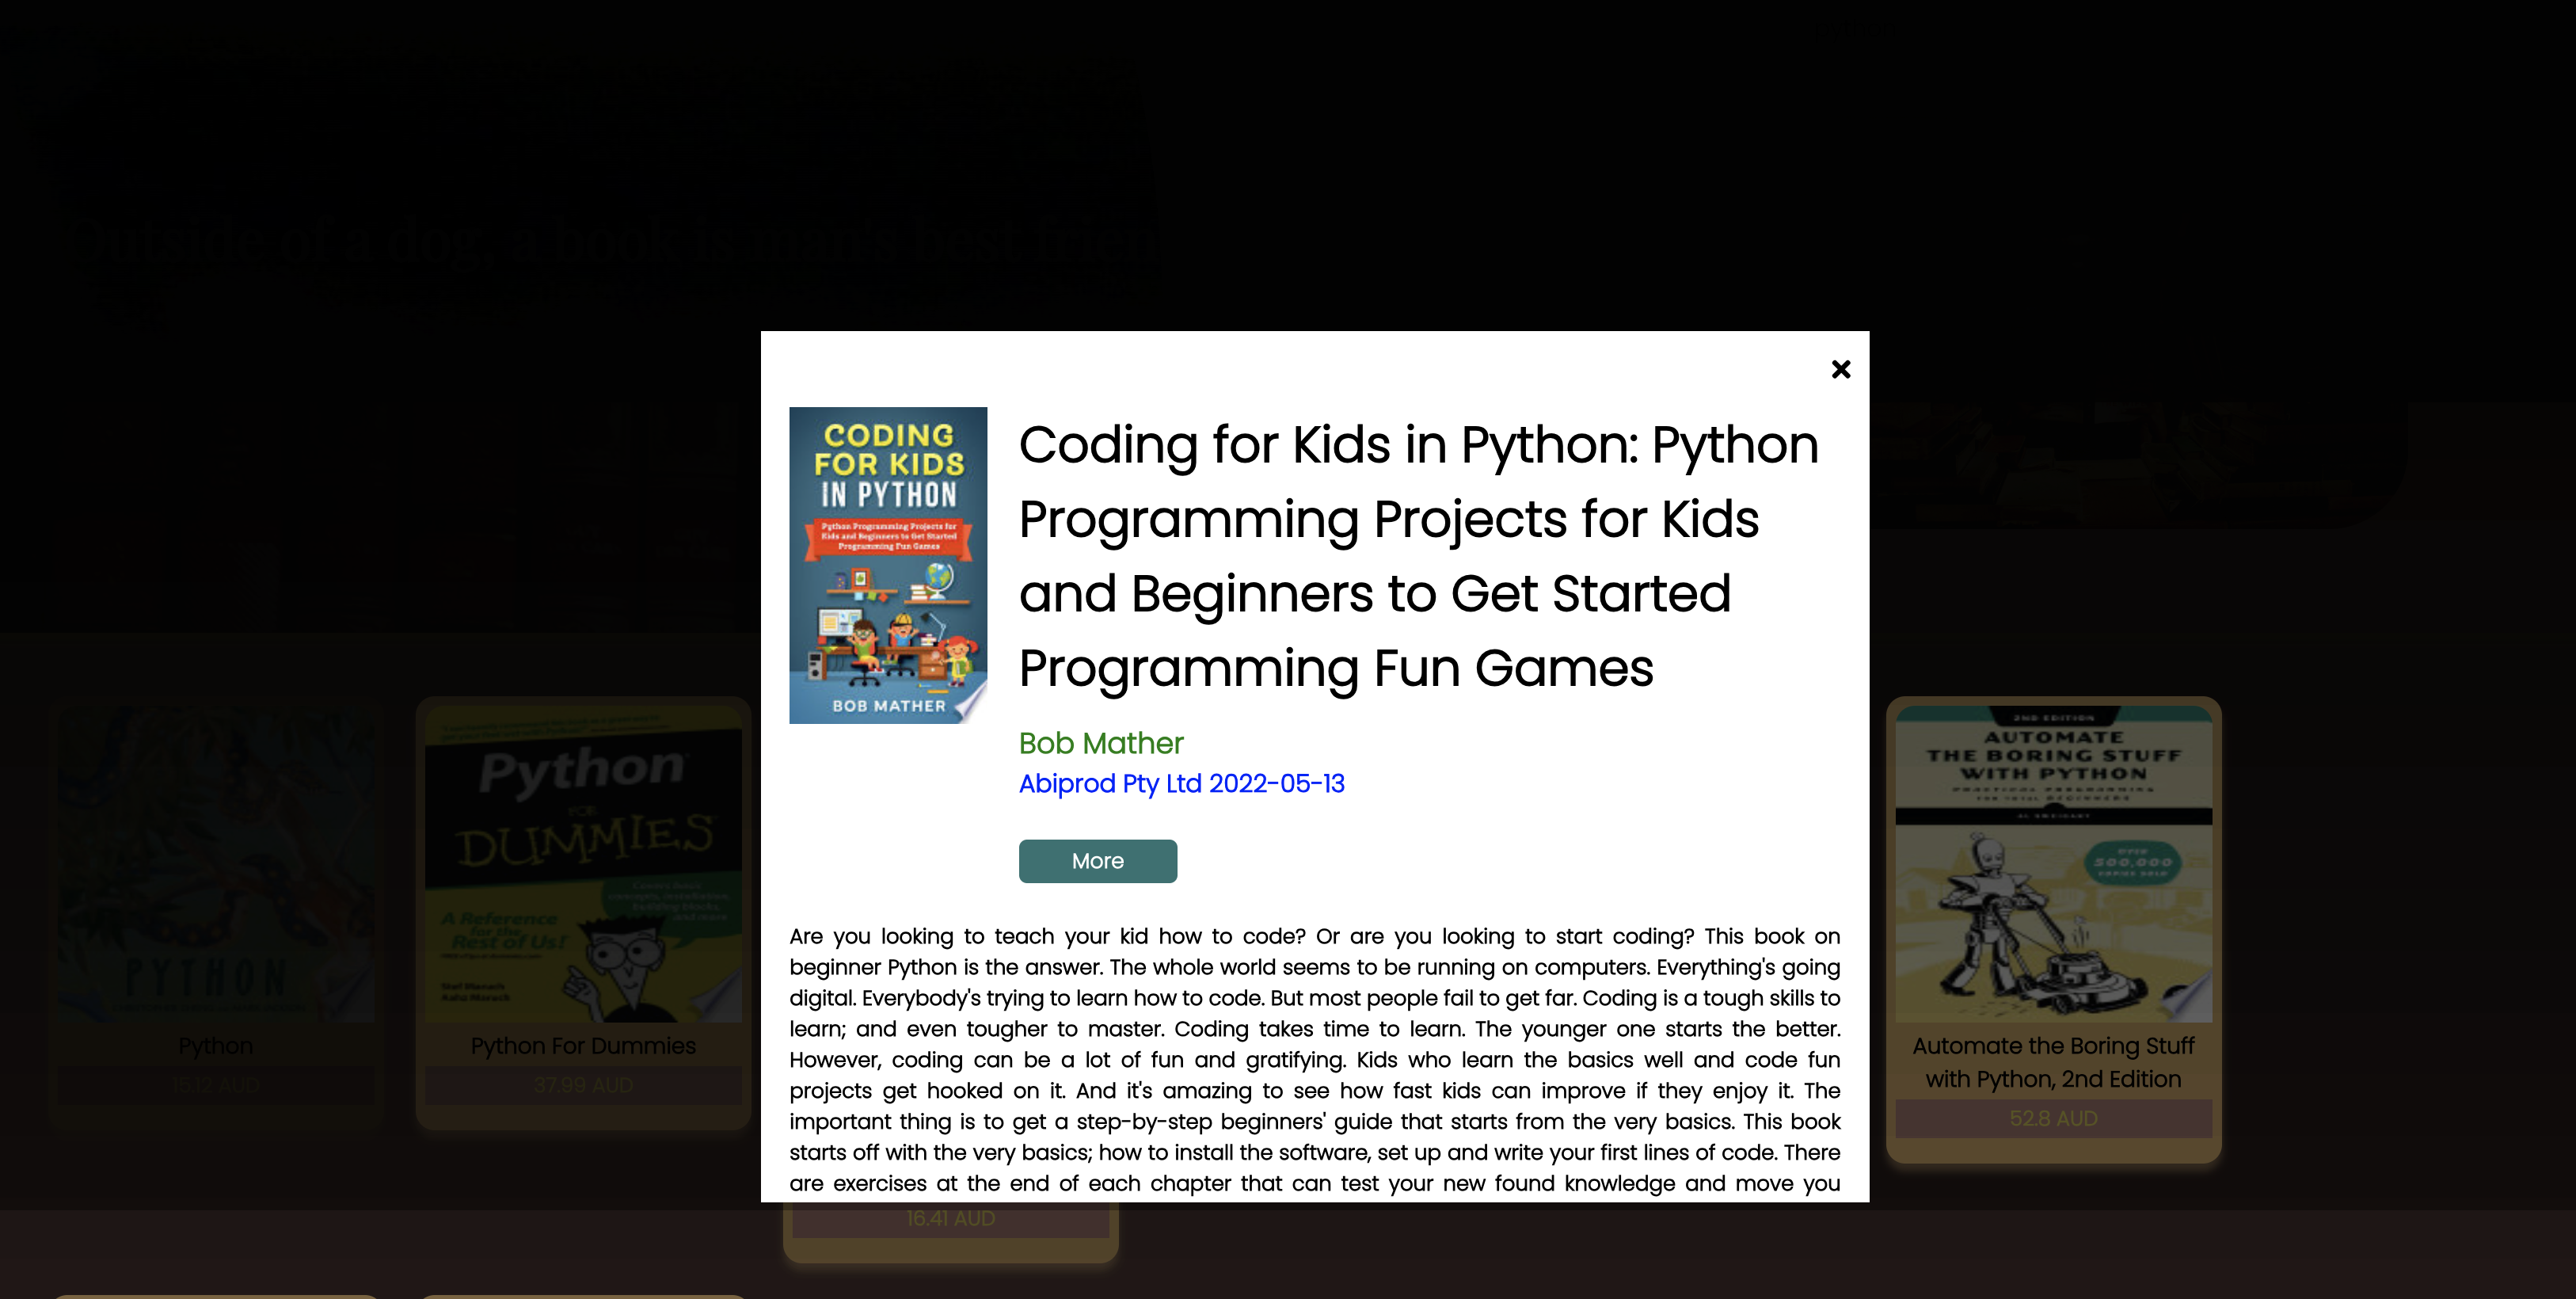 Outside of a dog, a book is man's best frien
×
CODING
FOR KIDS
IN PYTHON
Python Programming Projects for
Kids and Beginners to Get Started
Programming Fun Games
BOB MATHER
Coding for Kids in Python: Python
Programming Projects for Kids
and Beginners to Get Started
Programming Fun Games
Bob Mather
Abiprod Pty Ltd 2022-05-13
More
Are you looking to teach your kid how to code? Or are you looking to start coding? This book on
beginner Python is the answer. The whole world seems to be running on computers. Everything's going
digital. Everybody's trying to learn how to code. But most people fail to get far. Coding is a tough skills to
learn; and even tougher to master. Coding takes time to learn. The younger one starts the better.
However, coding can be a lot of fun and gratifying. Kids who learn the basics well and code fun
projects get hooked on it. And it's amazing to see how fast kids can improve if they enjoy it. The
important thing is to get a step-by-step beginners' guide that starts from the very basics. This book
starts off with the very basics; how to install the software, set up and write your first lines of code. There
are exercises at the end of each chapter that can test your new found knowledge and move you
PYTHON
Python
15.12 AUD
Python
FOR
DUMMIES
A Reference
for the
Rest of Us!
Python For Dummies
37.99 AUD
16.41 AUD
2ND EDITION
AUTOMATE
THE BORING STUFF
WITH PYTHON
PRACTICAL PROGRAMMING
FOR TOTAL BEGINNERS
AL SWEIGART
OVER
500,000
COPIES SOLD
Automate the Boring Stuff
with Python, 2nd Edition
52.8 AUD